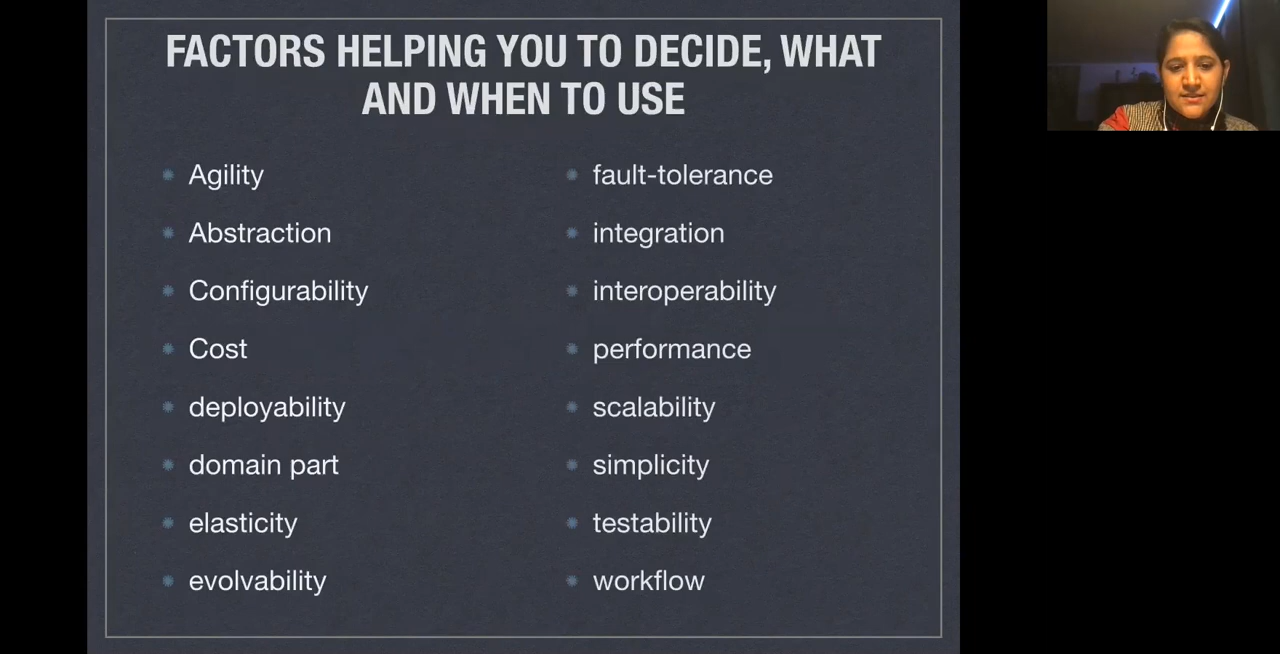 FACTORS HELPING YOU TO DECIDE, WHAT
AND WHEN TO USE
Agility
Abstraction
Configurability
Cost
deployability
domain part
elasticity
evolvability
fault-tolerance
integration
interoperability
performance
scalability
simplicity
testability
workflow